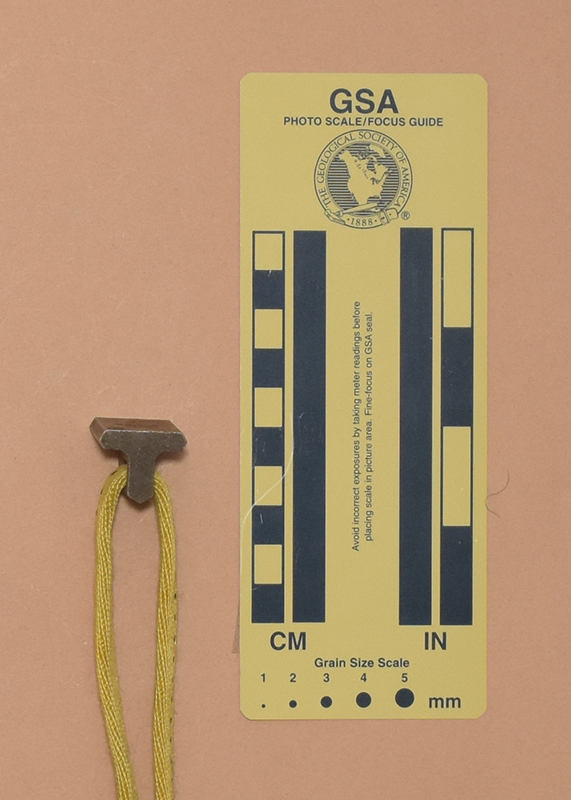 GSA
PHOTO SCALE/FOCUS GUIDE
THE GEOLOGICAL SOCIETY OF AMERICA
·1888·
®
Avoid incorrect exposures by taking meter readings before
placing scale in picture area. Fine-focus on GSA seal.
CM
IN
Grain Size Scale
1 2 3 4 5
mm